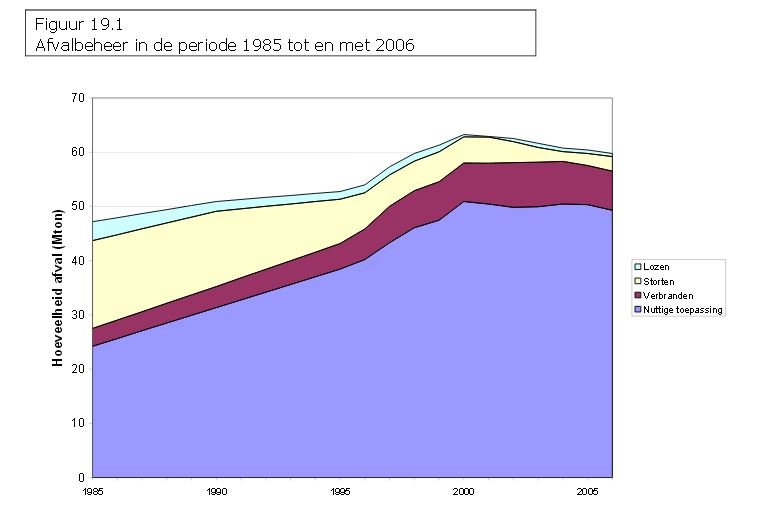 Figuur 19.1
Afvalbeheer in de periode 1985 tot en met 2006
70
60
50
40
30
20
10
0
Hoeveelheid afval (Mton)
1985
1990
1995
2000
2005
Lozen
Storten
Verbranden
Nuttige toepassing